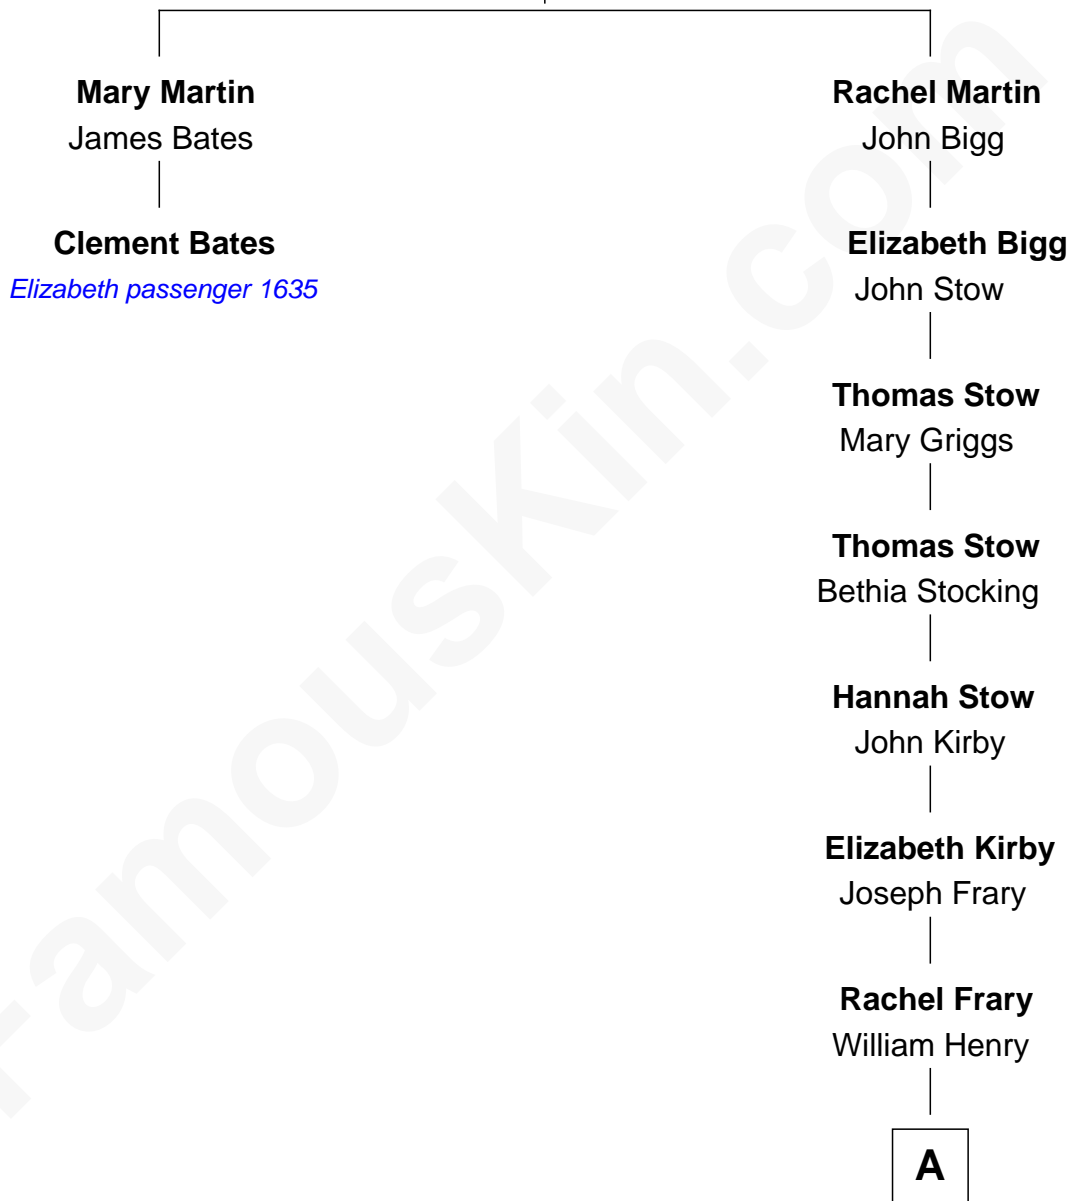 Mary Martin
James Bates
Clement Bates
Elizabeth passenger 1635
Rachel Martin
John Bigg
Elizabeth Bigg
John Stow
Thomas Stow
Mary Griggs
Thomas Stow
Bethia Stocking
Hannah Stow
John Kirby
Elizabeth Kirby
Joseph Frary
Rachel Frary
William Henry
A
FamousKin.com